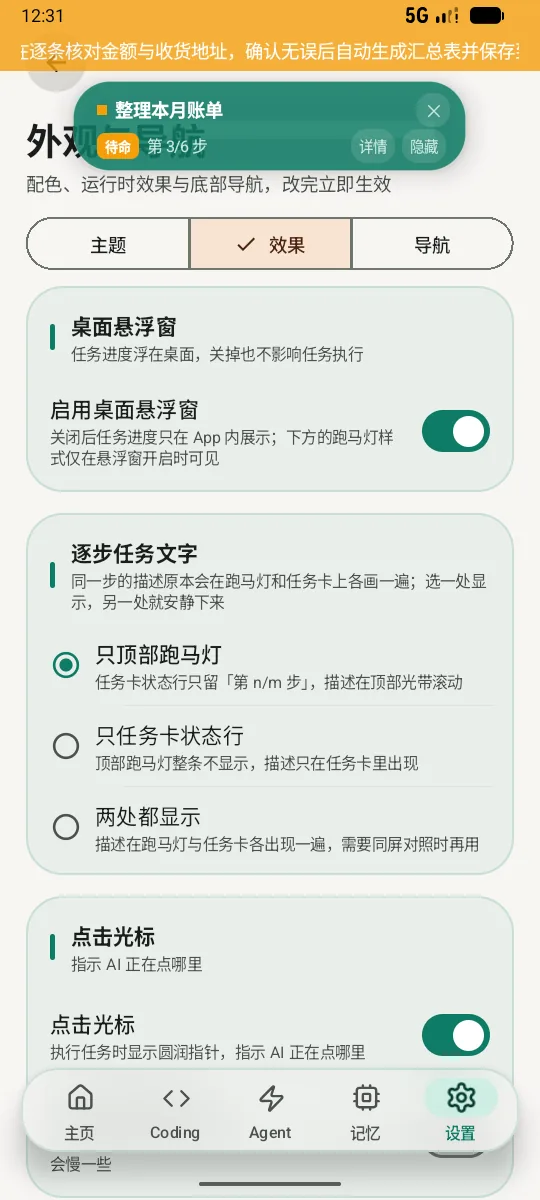 12:31
5G
在逐条核对金额与收货地址，确认无误后自动生成汇总表并保存到
整理本月账单
待命 第 3/6 步 详情 隐藏
外观与导航
配色、运行时效果与底部导航，改完立即生效
主题 效果 导航
桌面悬浮窗
任务进度浮在桌面，关掉也不影响任务执行
启用桌面悬浮窗
关闭后任务进度只在 App 内展示；下方的跑马灯样
式仅在悬浮窗开启时可见
逐步任务文字
同一步的描述原本会在跑马灯和任务卡上各画一遍；选一处显
示，另一处就安静下来
只顶部跑马灯
任务卡状态行只留「第 n/m 步」，描述在顶部光带滚动
只任务卡状态行
顶部跑马灯整条不显示，描述只在任务卡里出现
两处都显示
描述在跑马灯与任务卡各出现一遍，需要同屏对照时再用
点击光标
指示 AI 正在点哪里
点击光标
执行任务时显示圆润指针，指示 AI 正在点哪里
主页 Coding Agent 记忆 设置
会慢一些